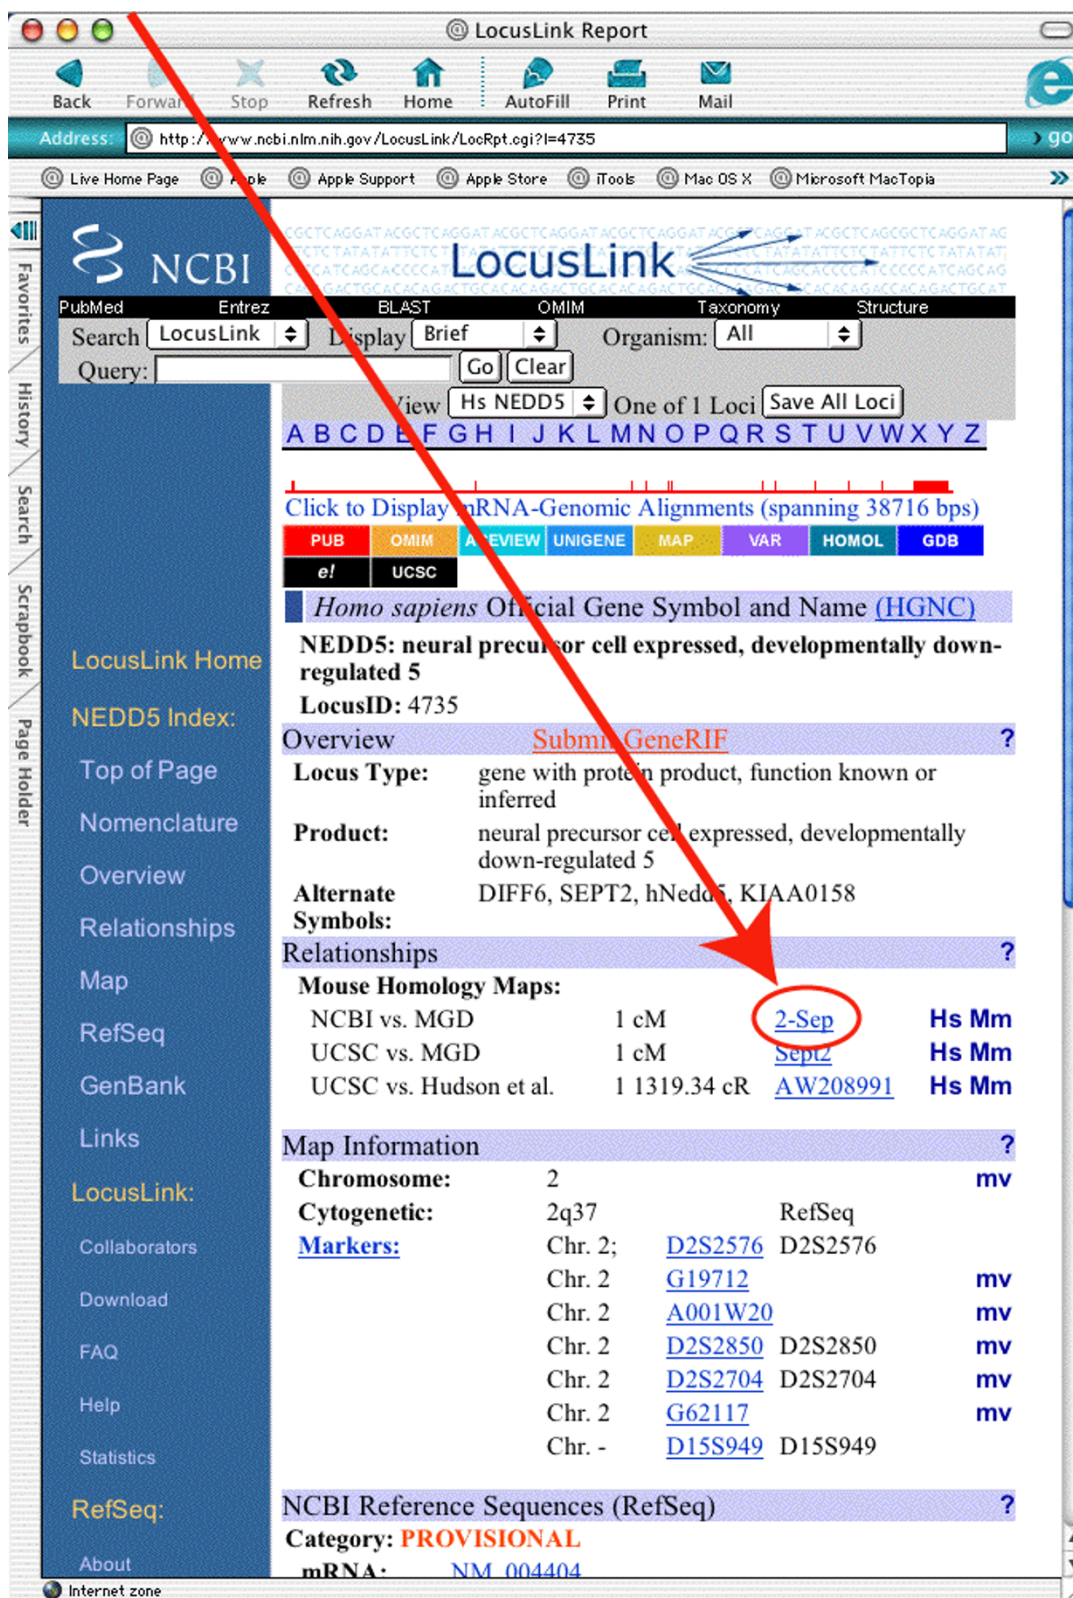 LocusLink Report
Back Forward Stop Refresh Home AutoFill Print Mail
Address: http://www.ncbi.nlm.nih.gov/LocusLink/LocRpt.cgi?l=4735 go
Live Home Page Apple Apple Support Apple Store iTools Mac OS X Microsoft MacTopia
Favorites
History
Search
Scrapbook
Page Holder
NCBI LocusLink
PubMed Entrez BLAST OMIM Taxonomy Structure
Search LocusLink Display Brief Organism: All
Query: Go Clear
View Hs NEDD5 One of 1 Loci Save All Loci
A B C D E F G H I J K L M N O P Q R S T U V W X Y Z
Click to Display mRNA-Genomic Alignments (spanning 38716 bps)
PUB OMIM ACEVIEW UNIGENE MAP VAR HOMOL GDB
e! UCSC
Homo sapiens Official Gene Symbol and Name (HGNC)
NEDD5: neural precursor cell expressed, developmentally down-
regulated 5
LocusID: 4735
Overview Submit GeneRIF ?
Locus Type: gene with protein product, function known or
inferred
Product: neural precursor cell expressed, developmentally
down-regulated 5
Alternate DIFF6, SEPT2, hNedd5, KIAA0158
Symbols:
Relationships ?
Mouse Homology Maps:
NCBI vs. MGD 1 cM 2-Sep Hs Mm
UCSC vs. MGD 1 cM Sept2 Hs Mm
UCSC vs. Hudson et al. 1 1319.34 cR AW208991 Hs Mm
Map Information ?
Chromosome: 2 mv
Cytogenetic: 2q37 RefSeq
Markers: Chr. 2; D2S2576 D2S2576
Chr. 2 G19712 mv
Chr. 2 A001W20 mv
Chr. 2 D2S2850 D2S2850 mv
Chr. 2 D2S2704 D2S2704 mv
Chr. 2 G62117 mv
Chr. - D15S949 D15S949
NCBI Reference Sequences (RefSeq) ?
Category: PROVISIONAL
mRNA: NM_004404
LocusLink Home
NEDD5 Index:
Top of Page
Nomenclature
Overview
Relationships
Map
RefSeq
GenBank
Links
LocusLink:
Collaborators
Download
FAQ
Help
Statistics
RefSeq:
About
Internet zone